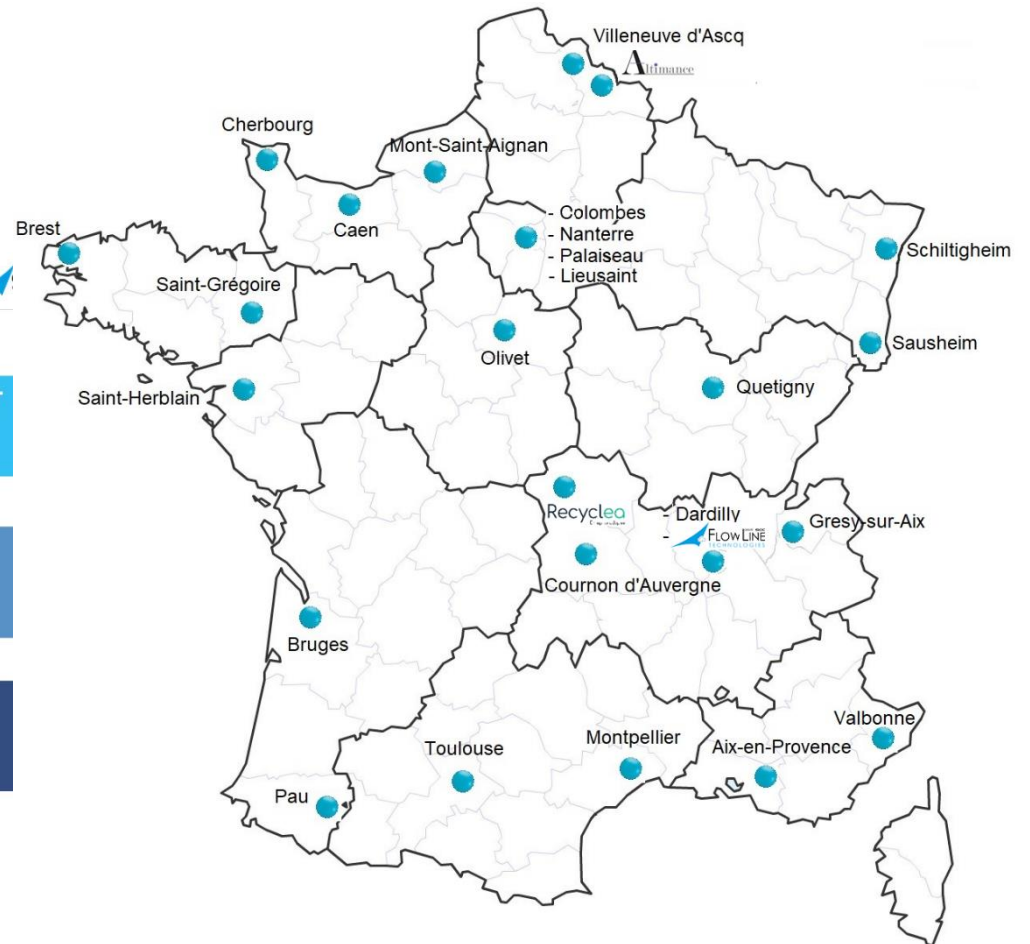 Villeneuve d'Ascq
Altimance
Cherbourg
Mont-Saint-Aignan
Caen
- Colombes
- Nanterre
- Palaiseau
- Lieusaint
Brest
Saint-Grégoire
Schiltigheim
Olivet
Sausheim
Saint-Herblain
Quetigny
Recyclea
- Dardilly
- FLOWLINE
TECHNOLOGIES
Gresy-sur-Aix
Cournon d'Auvergne
Bruges
Valbonne
Toulouse
Montpellier
Aix-en-Provence
Pau